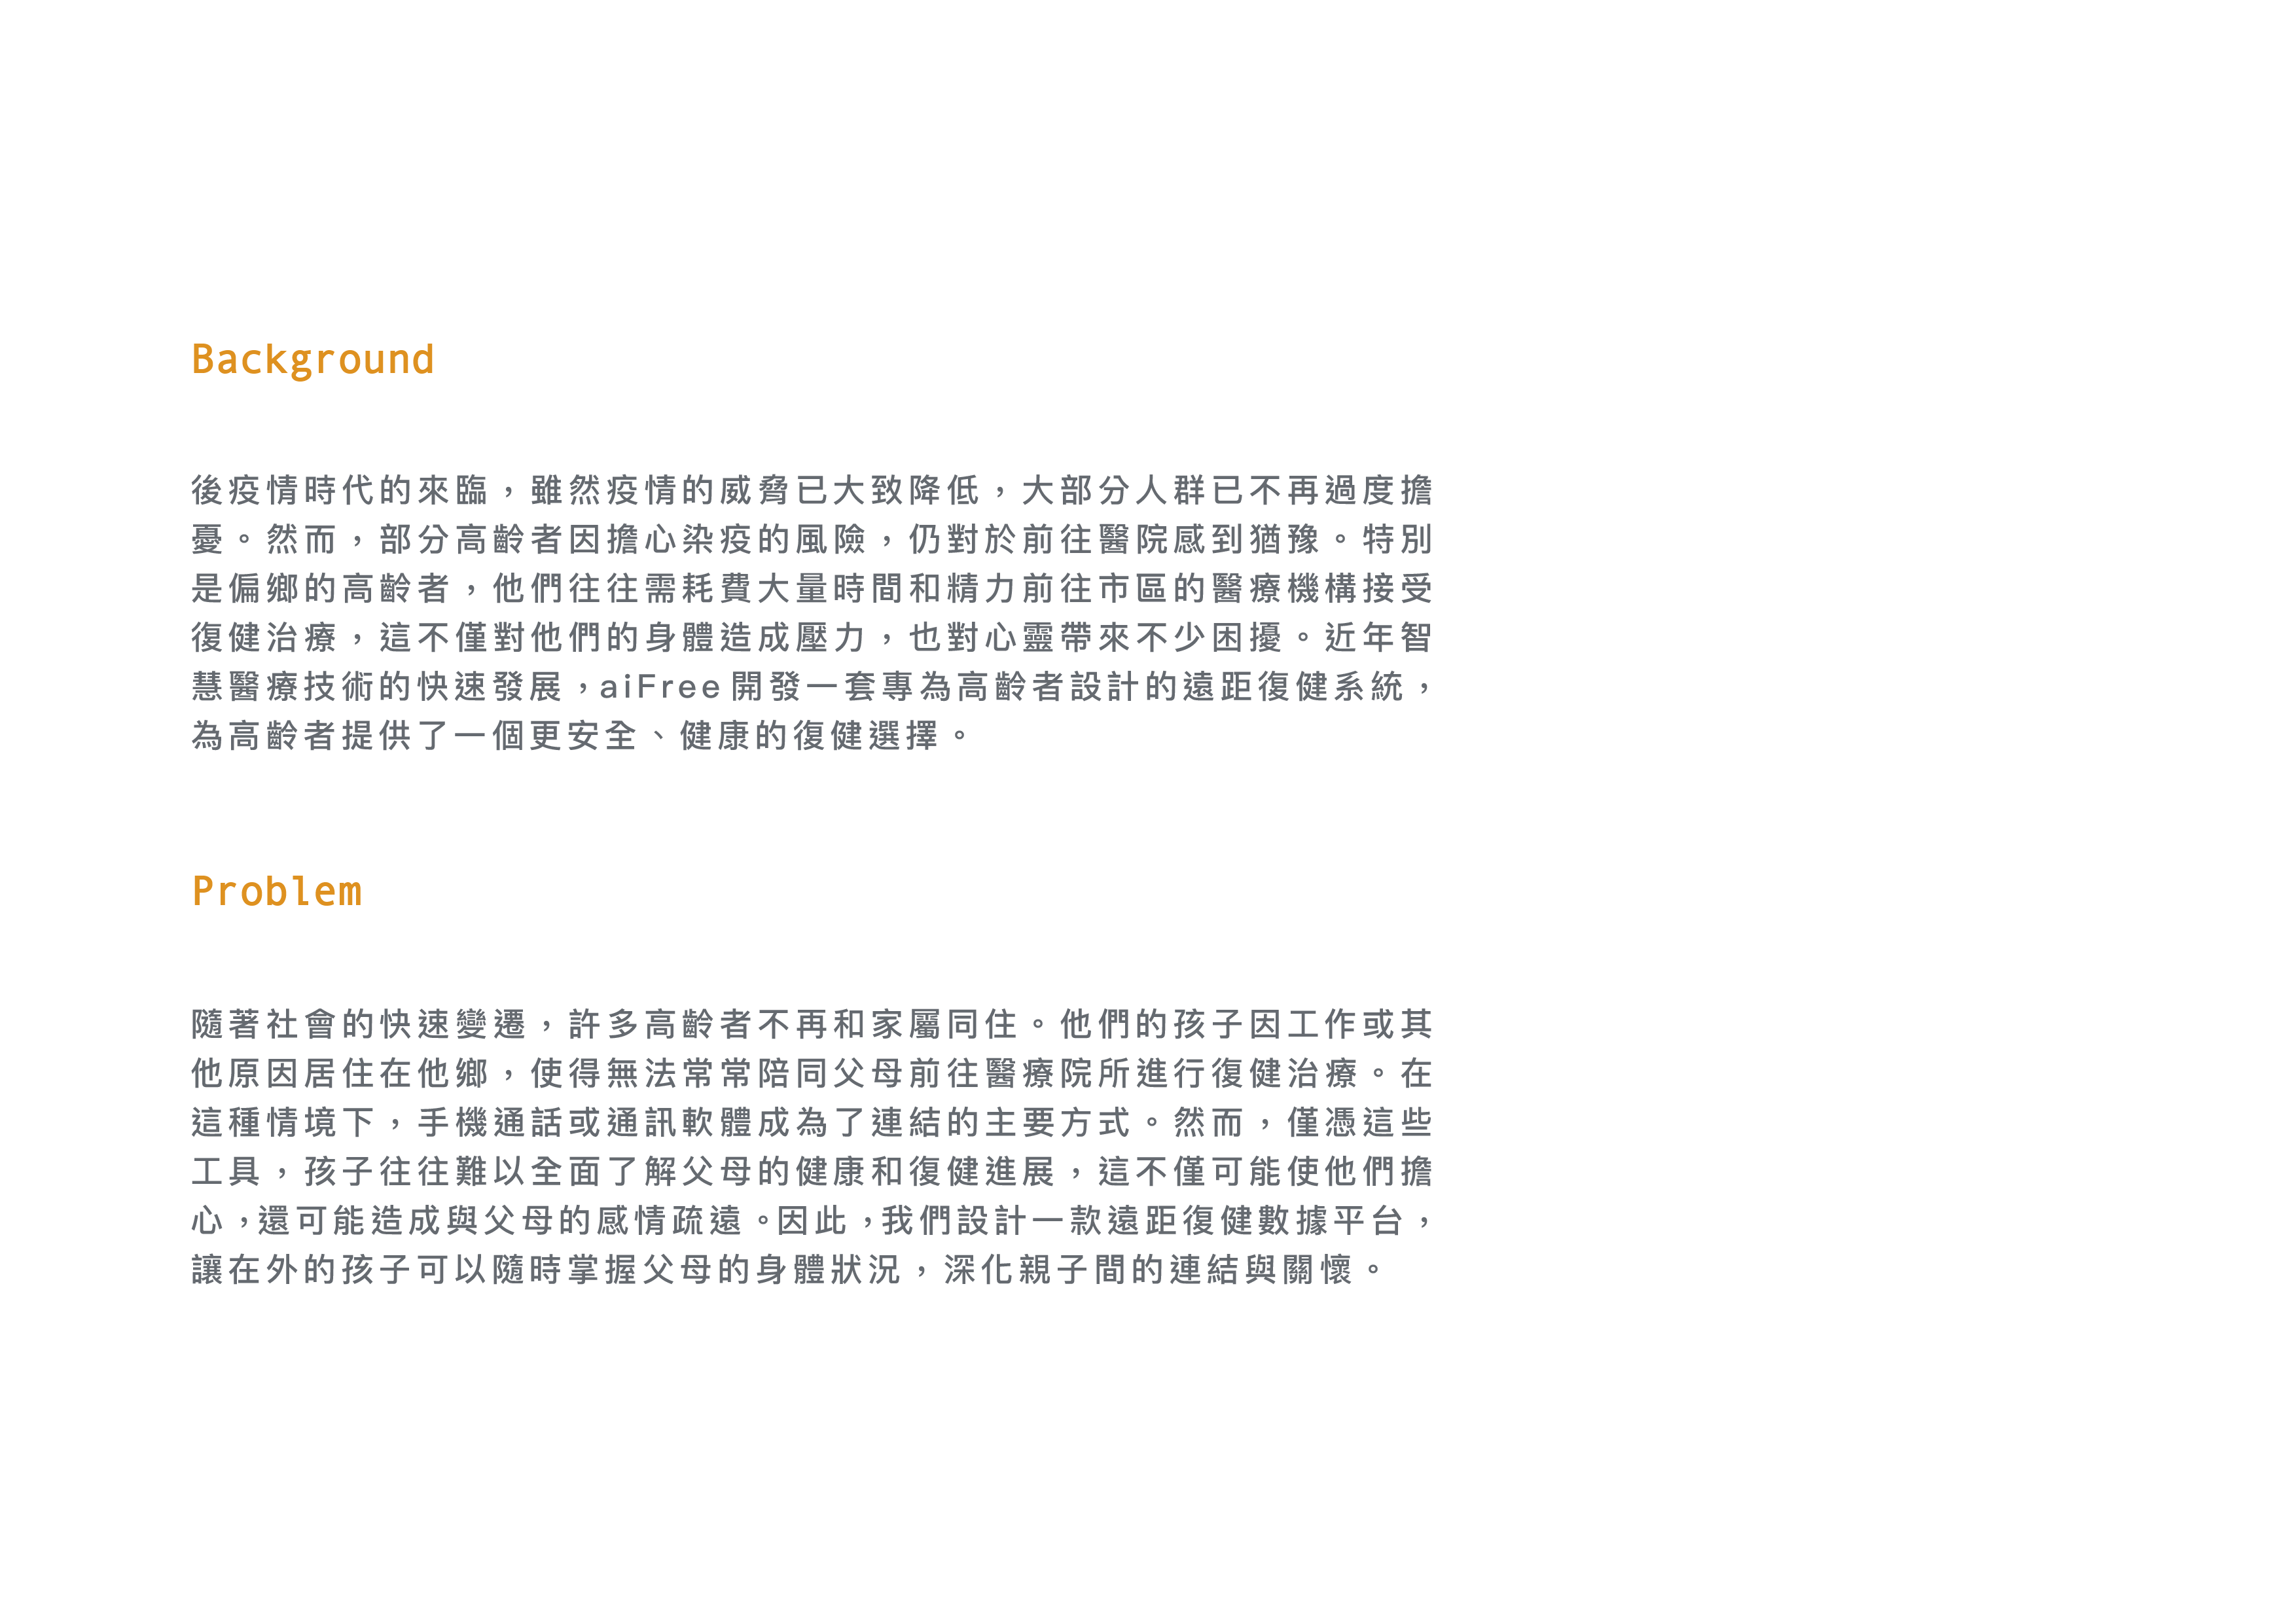 Background
後疫情時代的來臨，雖然疫情的威脅已大致降低，大部分人群已不再過度擔
憂。然而，部分高齡者因擔心染疫的風險，仍對於前往醫院感到猶豫。特別
是偏鄉的高齡者，他們往往需耗費大量時間和精力前往市區的醫療機構接受
復健治療，這不僅對他們的身體造成壓力，也對心靈帶來不少困擾。近年智
慧醫療技術的快速發展，aiFree 開發一套專為高齡者設計的遠距復健系統，
為高齡者提供了一個更安全、健康的復健選擇。
Problem
隨著社會的快速變遷，許多高齡者不再和家屬同住。他們的孩子因工作或其
他原因居住在他鄉，使得無法常常陪同父母前往醫療院所進行復健治療。在
這種情境下，手機通話或通訊軟體成為了連結的主要方式。然而，僅憑這些
工具，孩子往往難以全面了解父母的健康和復健進展，這不僅可能使他們擔
心，還可能造成與父母的感情疏遠。因此，我們設計一款遠距復健數據平台，
讓在外的孩子可以隨時掌握父母的身體狀況，深化親子間的連結與關懷。